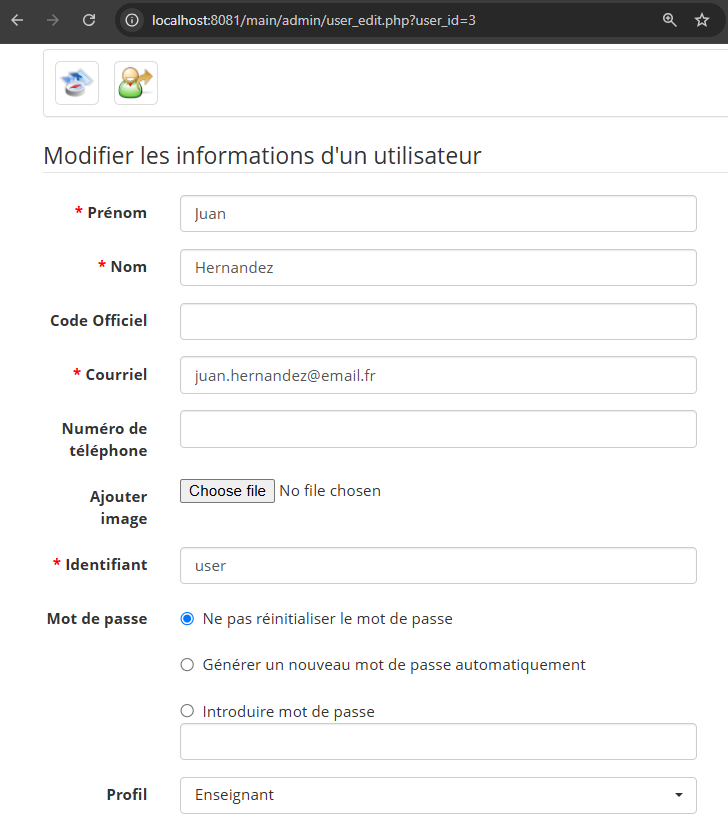 localhost:8081/main/admin/user_edit.php?user_id=3
Modifier les informations d'un utilisateur
* Prénom
Juan
* Nom
Hernandez
Code Officiel
* Courriel
juan.hernandez@email.fr
Numéro de
téléphone
Ajouter
image
Choose file No file chosen
* Identifiant
user
Mot de passe
Ne pas réinitialiser le mot de passe
Générer un nouveau mot de passe automatiquement
Introduire mot de passe
Profil
Enseignant